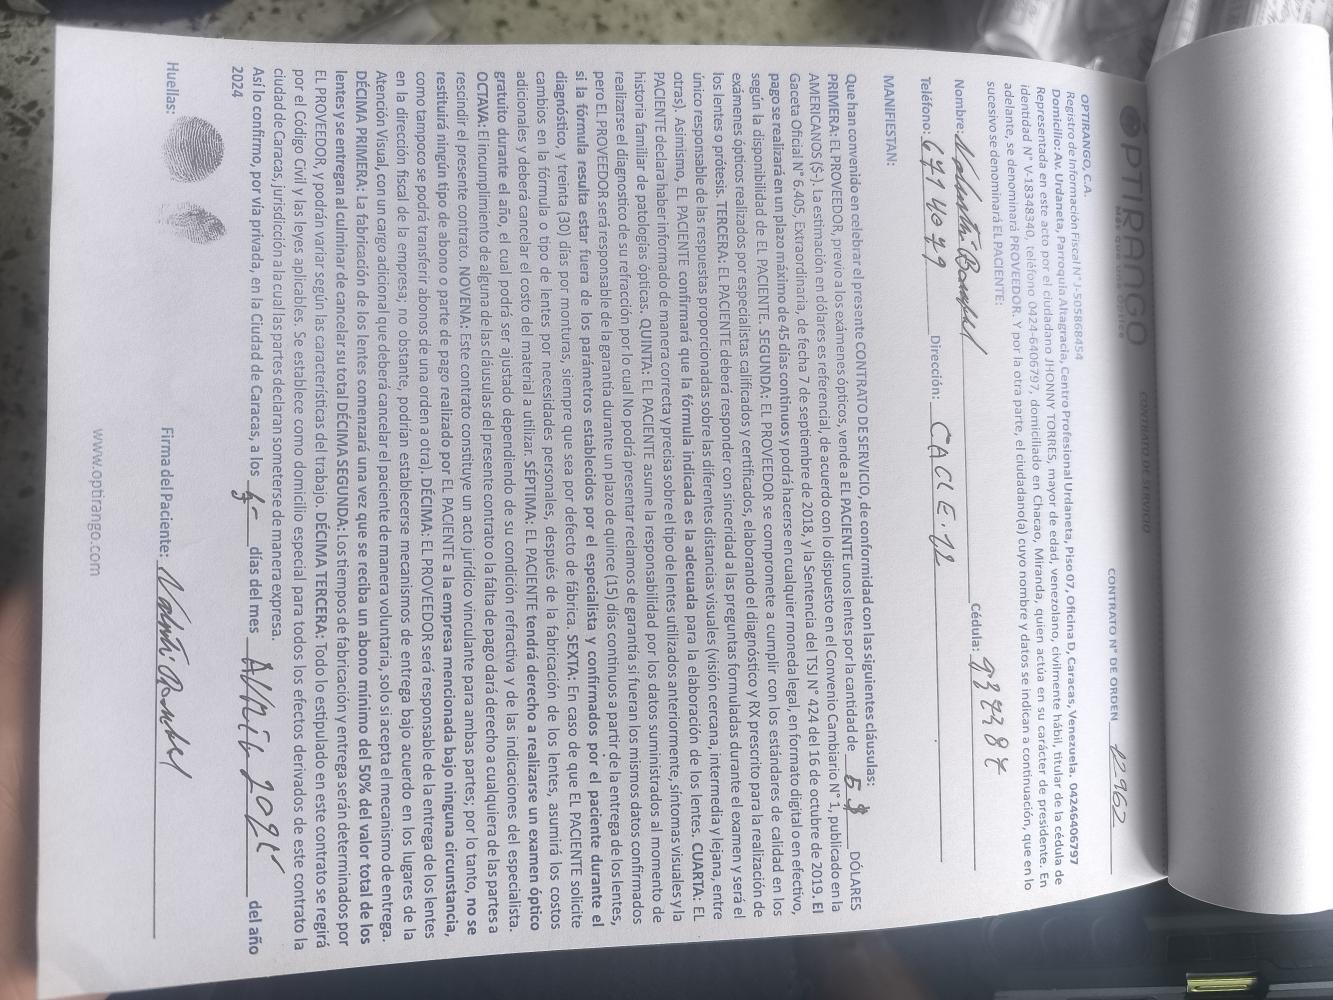 OPTIRANGO
Más que una óptica
CONTRATO DE SERVICIO
CONTRATO N° DE ORDEN 12-962
OPTIRANGO, C.A.
Registro de Información Fiscal N° J-505868454
Domicilio: Av. Urdaneta, Parroquia Altagracia, Centro Profesional Urdaneta, Piso 07, Oficina D, Caracas, Venezuela. 04246406797
Representada en este acto por el ciudadano JHONNY TORRES, mayor de edad, venezolano, civilmente hábil, titular de la cédula de
identidad N° V-18348340, teléfono 0424-6406797, domiciliado en Chacao, Miranda, quien actúa en su carácter de presidente. En
adelante, se denominará PROVEEDOR. Y por la otra parte, el ciudadano(a) cuyo nombre y datos se indican a continuación, que en lo
sucesivo se denominará EL PACIENTE:
Nombre: cédula:
Teléfono: Dirección:
MANIFIESTAN:
Que han convenido en celebrar el presente CONTRATO DE SERVICIO, de conformidad con las siguientes cláusulas:
PRIMERA: EL PROVEEDOR, previo a los exámenes ópticos, vende a EL PACIENTE unos lentes por la cantidad de 5 $ DÓLARES
AMERICANOS ($-). La estimación en dólares es referencial, de acuerdo con lo dispuesto en el Convenio Cambiario N° 1, publicado en la
Gaceta Oficial N° 6.405, Extraordinaria, de fecha 7 de septiembre de 2018, y la Sentencia del TSJ N° 424 del 16 de octubre de 2019. El
pago se realizará en un plazo máximo de 45 días continuos y podrá hacerse en cualquier moneda legal, en formato digital o en efectivo,
según la disponibilidad de EL PACIENTE. SEGUNDA: EL PROVEEDOR se compromete a cumplir con los estándares de calidad en los
exámenes ópticos realizados por especialistas calificados y certificados, elaborando el diagnóstico y RX prescrito para la realización de
los lentes o prótesis. TERCERA: EL PACIENTE deberá responder con sinceridad a las preguntas formuladas durante el examen y será el
único responsable de las respuestas proporcionadas sobre las diferentes distancias visuales (visión cercana, intermedia y lejana, entre
otras). Asimismo, EL PACIENTE confirmará que la fórmula indicada es la adecuada para la elaboración de los lentes. CUARTA: EL
PACIENTE declara haber informado de manera correcta y precisa sobre el tipo de lentes utilizados anteriormente, síntomas visuales y la
historia familiar de patologías ópticas. QUINTA: EL PACIENTE asume la responsabilidad por los datos suministrados al momento de
realizarse el diagnostico de su refracción por lo cual No podrá presentar reclamos de garantía si fueran los mismos datos confirmados
pero EL PROVEEDOR será responsable de la garantía durante un plazo de quince (15) días continuos a partir de la entrega de los lentes,
si la fórmula resulta estar fuera de los parámetros establecidos por el especialista y confirmados por el paciente durante el
diagnóstico, y treinta (30) días por monturas, siempre que sea por defecto de fábrica. SEXTA: En caso de que EL PACIENTE solicite
cambios en la fórmula o tipo de lentes por necesidades personales, después de la fabricación de los lentes, asumirá los costos
adicionales y deberá cancelar el costo del material a utilizar. SÉPTIMA: EL PACIENTE tendrá derecho a realizarse un examen óptico
gratuito durante el año, el cual podrá ser ajustado dependiendo de su condición refractiva y de las indicaciones del especialista.
OCTAVA: El incumplimiento de alguna de las cláusulas del presente contrato o la falta de pago dará derecho a cualquiera de las partes a
rescindir el presente contrato. NOVENA: Este contrato constituye un acto jurídico vinculante para ambas partes; por lo tanto, no se
restituirá ningún tipo de abono o parte de pago realizado por EL PACIENTE a la empresa mencionada bajo ninguna circunstancia,
como tampoco se podrá transferir abonos de una orden a otra). DÉCIMA: EL PROVEEDOR será responsable de la entrega de los lentes
en la dirección fiscal de la empresa; no obstante, podrían establecerse mecanismos de entrega bajo acuerdo en los lugares de la
Atención Visual, con un cargo adicional que deberá cancelar el paciente de manera voluntaria, solo si acepta el mecanismo de entrega.
DÉCIMA PRIMERA: La fabricación de los lentes comenzará una vez que se reciba un abono mínimo del 50% del valor total de los
lentes y se entregan al culminar de cancelar su total DÉCIMA SEGUNDA: Los tiempos de fabricación y entrega serán determinados por
EL PROVEEDOR, y podrán variar según las características del trabajo. DÉCIMA TERCERA: Todo lo estipulado en este contrato se regirá
por el Código Civil y las leyes aplicables. Se establece como domicilio especial para todos los efectos derivados de este contrato la
ciudad de Caracas, jurisdicción a la cual las partes declaran someterse de manera expresa.
Así lo confirmo, por vía privada, en la Ciudad de Caracas, a los días del mes del año
2024
Huellas: Firma del Paciente:
www.optirango.com